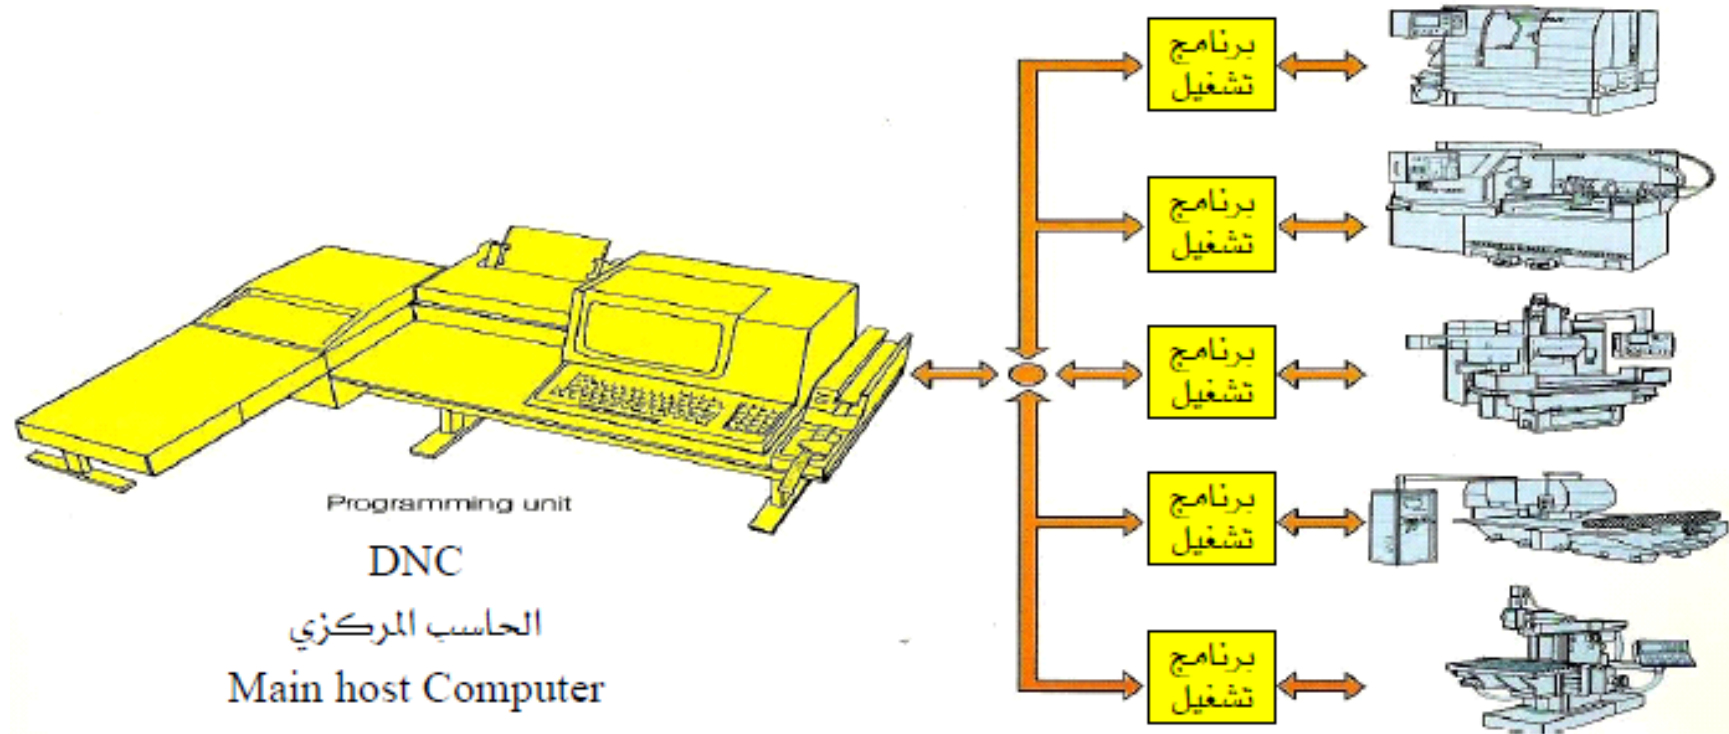 Programming unit
DNC
الحاسب المركزي
Main host Computer
برنامج
تشغيل
برنامج
تشغيل
برنامج
تشغيل
برنامج
تشغيل
برنامج
تشغيل